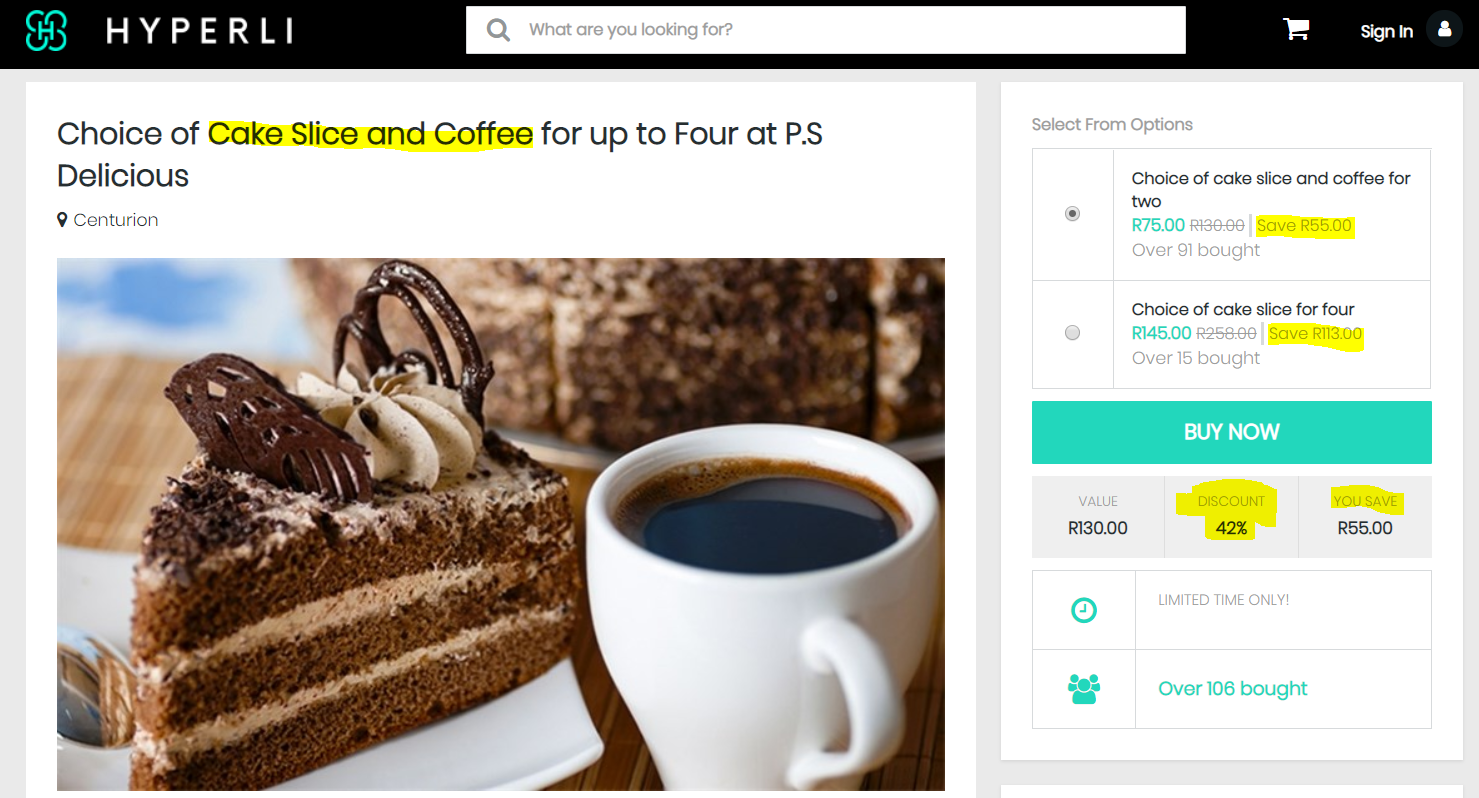 HYPERLI
What are you looking for?
Sign In
Choice of Cake Slice and Coffee for up to Four at P.S
Delicious
Centurion
Select From Options
Choice of cake slice and coffee for
two
R75.00 R130.00 | Save R55.00
Over 91 bought
Choice of cake slice for four
R145.00 R258.00 | Save R113.00
Over 15 bought
BUY NOW
VALUE DISCOUNT YOU SAVE
R130.00 42% R55.00
LIMITED TIME ONLY!
Over 106 bought